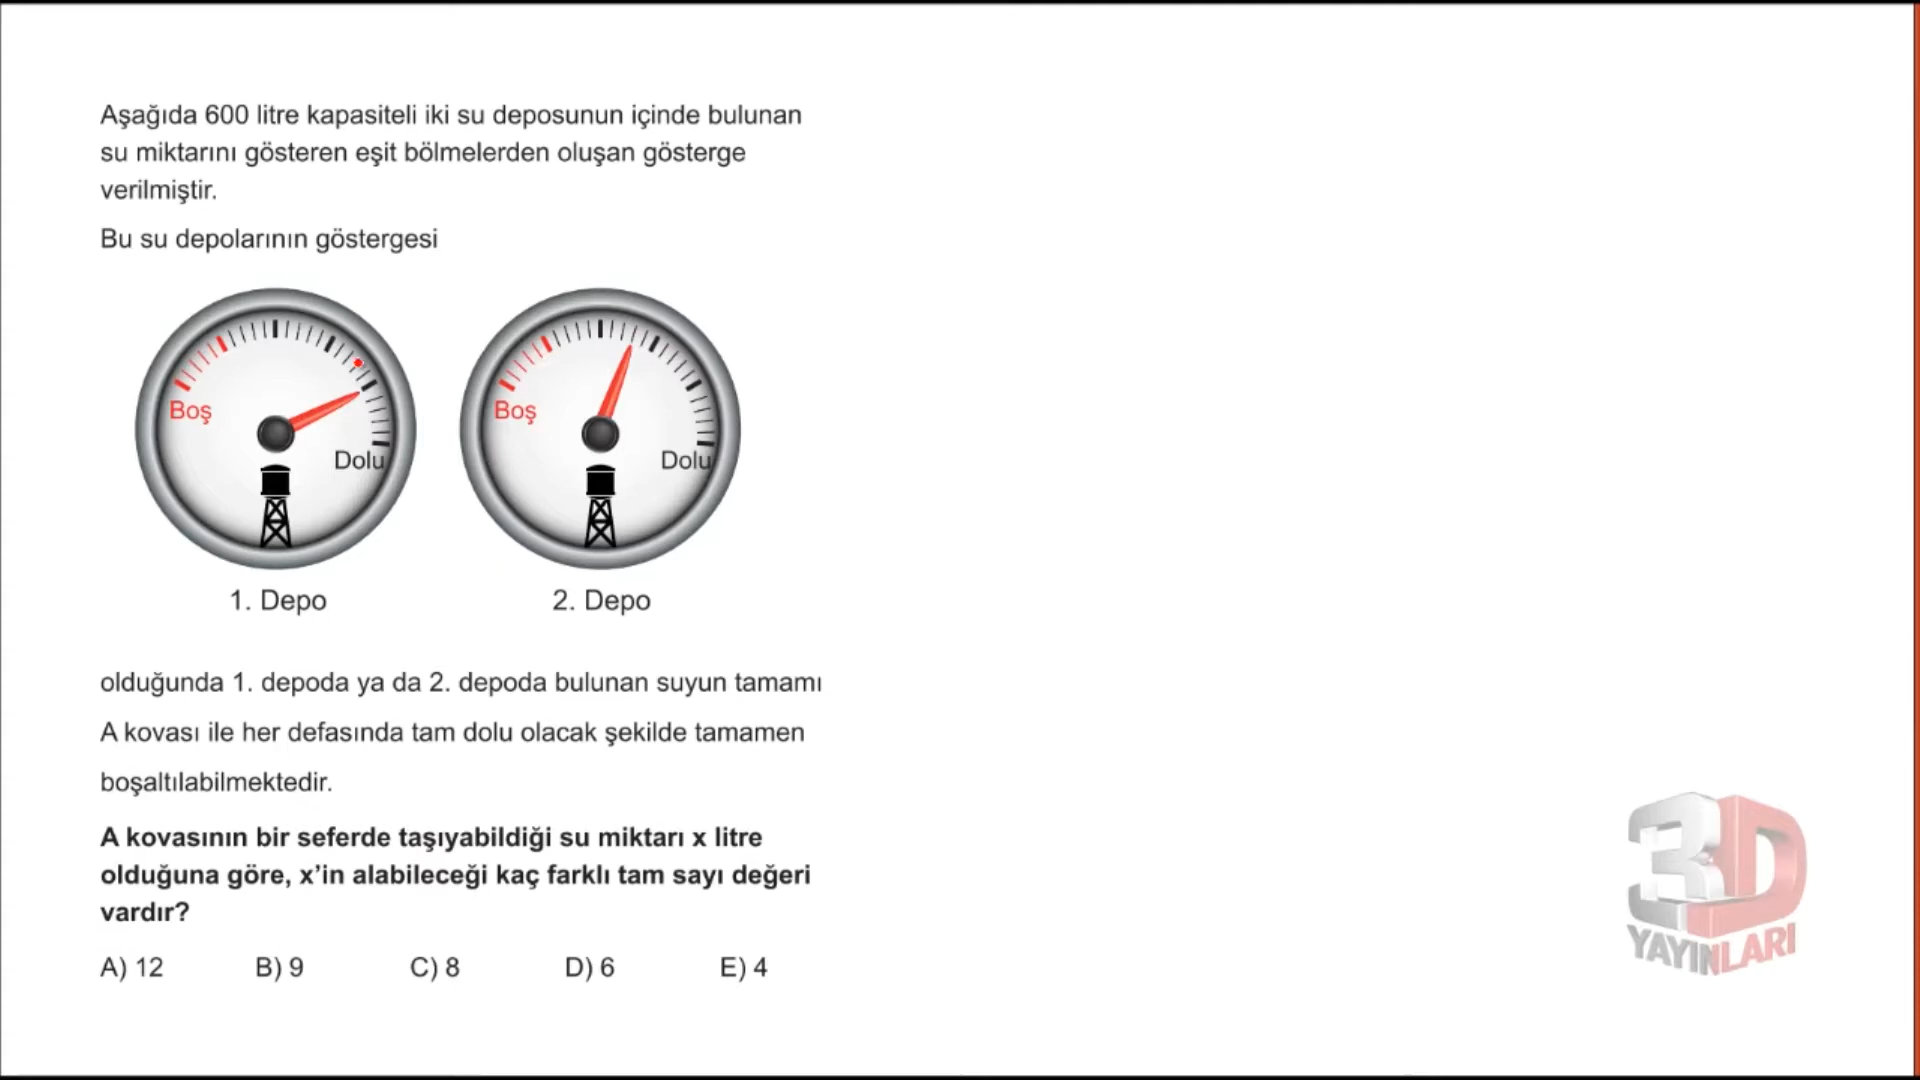 Aşağıda 600 litre kapasiteli iki su deposunun içinde bulunan
su miktarını gösteren eşit bölmelerden oluşan gösterge
verilmiştir.
Bu su depolarının göstergesi
Boş
Dolu
Boş
Dolu
1. Depo
2. Depo
olduğunda 1. depoda ya da 2. depoda bulunan suyun tamamı
A kovası ile her defasında tam dolu olacak şekilde tamamen
boşaltılabilmektedir.
A kovasının bir seferde taşıyabildiği su miktarı x litre
olduğuna göre, x’in alabileceği kaç farklı tam sayı değeri
vardır?
A) 12 B) 9 C) 8 D) 6 E) 4
3D
YAYINLARI